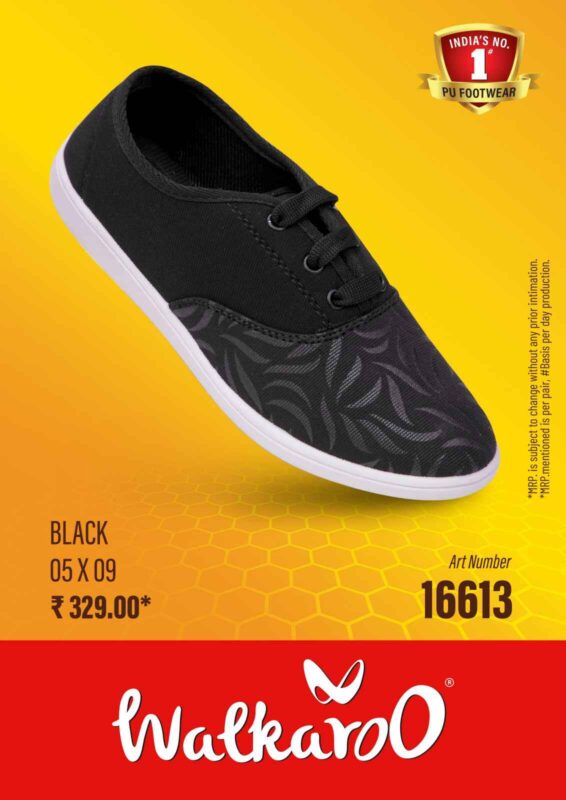 INDIA'S NO.
1#
PU FOOTWEAR
*MRP. is subject to change without any prior intimation.
*MRP.mentioned is per pair, #Basis per day production.
BLACK
05 X 09
₹ 329.00*
Art Number
16613
Walkaroo®